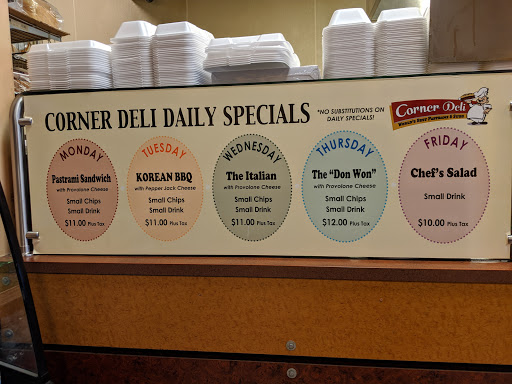 CORNER DELI DAILY SPECIALS
*NO SUBSTITUTIONS ON
DAILY SPECIALS!
Corner Deli
MONDAY
Pastrami Sandwich
with Provolone Cheese
Small Chips
Small Drink
$11.00 Plus Tax
TUESDAY
KOREAN BBQ
with Pepper Jack Cheese
Small Chips
Small Drink
$11.00 Plus Tax
WEDNESDAY
The Italian
with Provolone Cheese
Small Chips
Small Drink
$11.00 Plus Tax
THURSDAY
The "Don Won"
with Provolone Cheese
Small Chips
Small Drink
$12.00 Plus Tax
FRIDAY
Chef's Salad
Small Drink
$10.00 Plus Tax